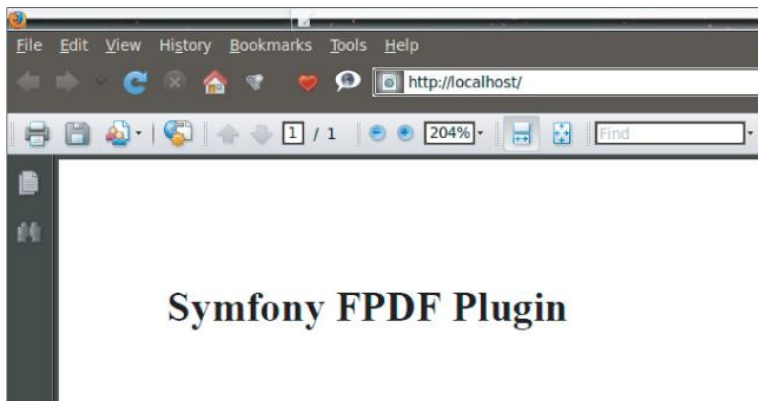 File Edit View History Bookmarks Tools Help
http://localhost/
1 / 1 204% Find
Symfony FPDF Plugin